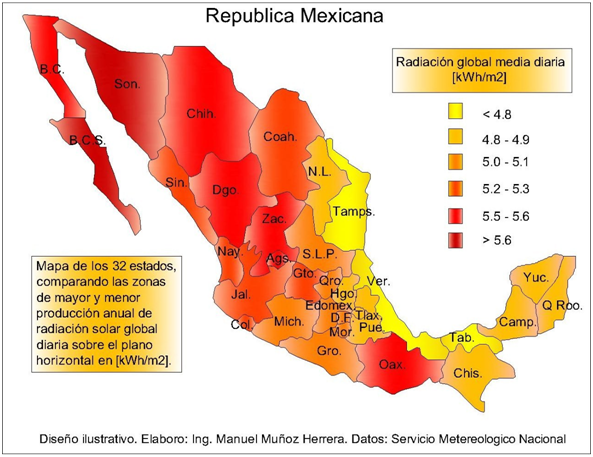 Republica Mexicana
Radiación global media diaria
[kWh/m2]
< 4.8
4.8 - 4.9
5.0 - 5.1
5.2 - 5.3
5.5 - 5.6
> 5.6
B.C.
Son.
Chih.
Coah.
B.C.S.
Sin.
Dgo.
N.L.
Tamps.
Zac.
Nay.
Ags.
S.L.P.
Gto.
Qro.
Ver.
Hgo.
Jal.
Edomex.
Tlax.
D.F.
Pue.
Col.
Mich.
Mor.
Gro.
Oax.
Tab.
Chis.
Camp.
Yuc.
Q Roo.
Mapa de los 32 estados,
comparando las zonas
de mayor y menor
producción anual de
radiación solar global
diaria sobre el plano
horizontal en [kWh/m2].
Diseño ilustrativo. Elaboro: Ing. Manuel Muñoz Herrera. Datos: Servicio Metereologico Nacional